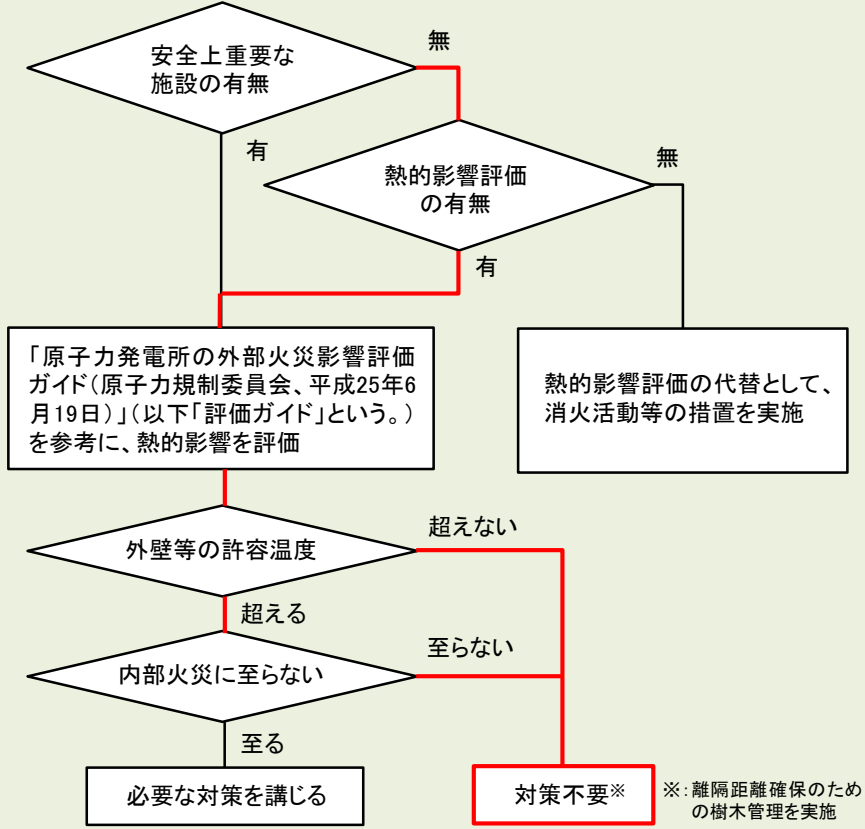 安全上重要な
施設の有無
無
有
熱的影響評価
の有無
無
有
「原子力発電所の外部火災影響評価
ガイド(原子力規制委員会、平成25年6
月19日)」(以下「評価ガイド」という。)
を参考に、熱的影響を評価
熱的影響評価の代替として、
消火活動等の措置を実施
外壁等の許容温度
超えない
超える
内部火災に至らない
至らない
至る
必要な対策を講じる
対策不要※
※:離隔距離確保のため
の樹木管理を実施